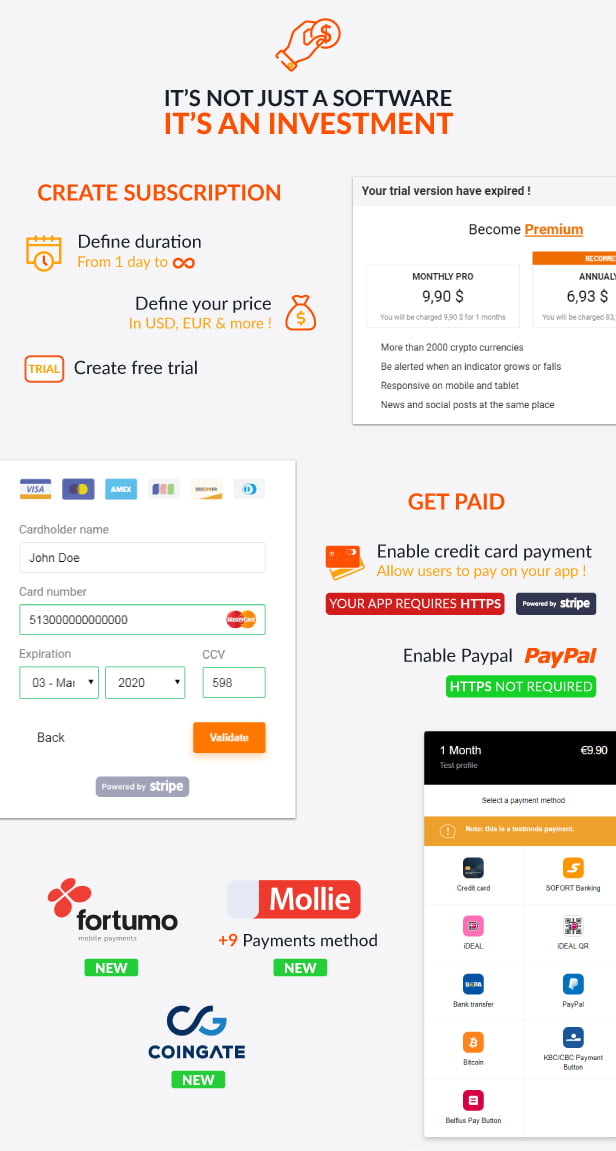 IT'S NOT JUST A SOFTWARE
IT'S AN INVESTMENT
CREATE SUBSCRIPTION
Define duration
From 1 day to ∞
Define your price
In USD, EUR & more !
TRIAL
Create free trial
Your trial version have expired !
Become Premium
RECOMME
MONTHLY PRO
9,90 $
You will be charged 9,90 $ for 1 months
ANNUALY
6,93 $
You will be charged 83,
More than 2000 crypto currencies
Be alerted when an indicator grows or falls
Responsive on mobile and tablet
News and social posts at the same place
VISA
AMEX
DISCOVER
Cardholder name
John Doe
Card number
513000000000000
MasterCard
Expiration
CCV
03 - Mar
2020
598
Back
Validate
Powered by stripe
GET PAID
Enable credit card payment
Allow users to pay on your app !
YOUR APP REQUIRES HTTPS
Powered by stripe
Enable Paypal PayPal
HTTPS NOT REQUIRED
1 Month
€9.90
Test profile
Select a payment method
Note: this is a testmode payment.
Credit card
SOFORT Banking
iDEAL
iDEAL QR
SEPA
Bank transfer
PayPal
Bitcoin
KBC/CBC Payment
Button
Belfius Pay Button
fortumo
mobile payments
NEW
Mollie
+9 Payments method
NEW
COINGATE
NEW